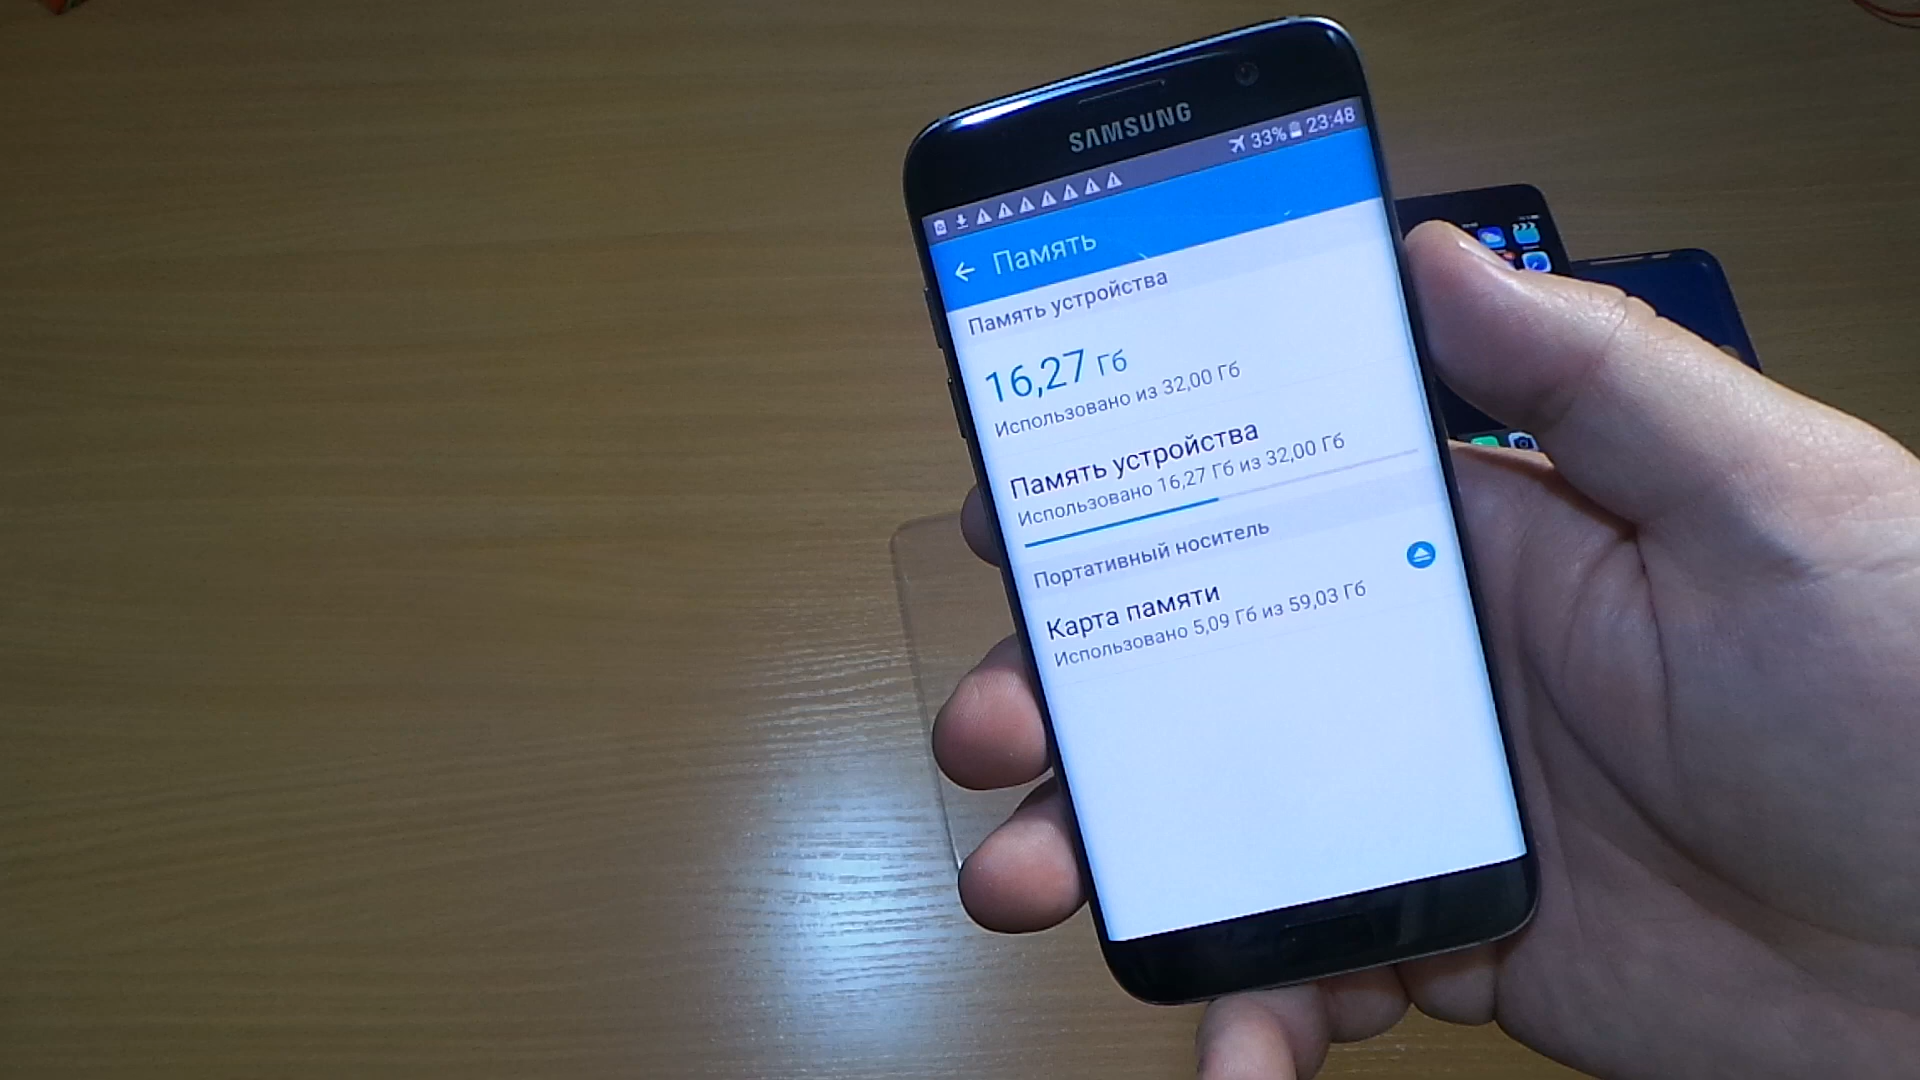 SAMSUNG
33% 23:48
Память
Память устройства
16,27 Гб
Использовано из 32,00 Гб
Память устройства
Использовано 16,27 Гб из 32,00 Гб
Портативный носитель
Карта памяти
Использовано 5,09 Гб из 59,03 Гб